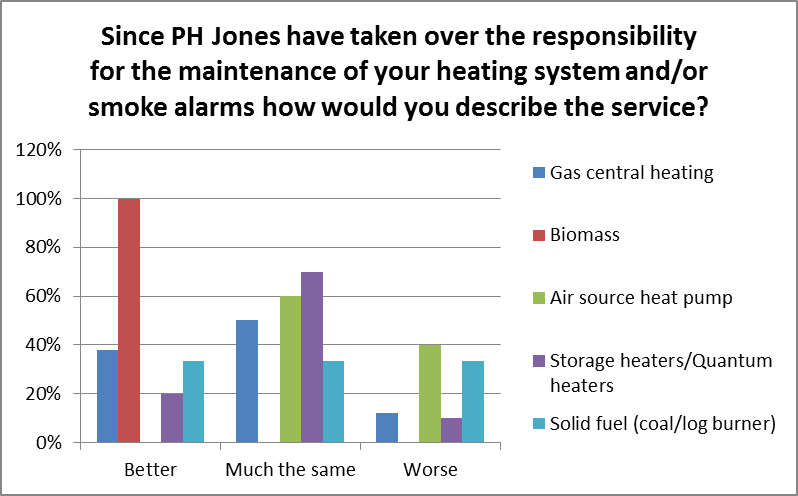 Since PH Jones have taken over the responsibility
for the maintenance of your heating system and/or
smoke alarms how would you describe the service?
120%
100%
80%
60%
40%
20%
0%
Better
Much the same
Worse
Gas central heating
Biomass
Air source heat pump
Storage heaters/Quantum
heaters
Solid fuel (coal/log burner)